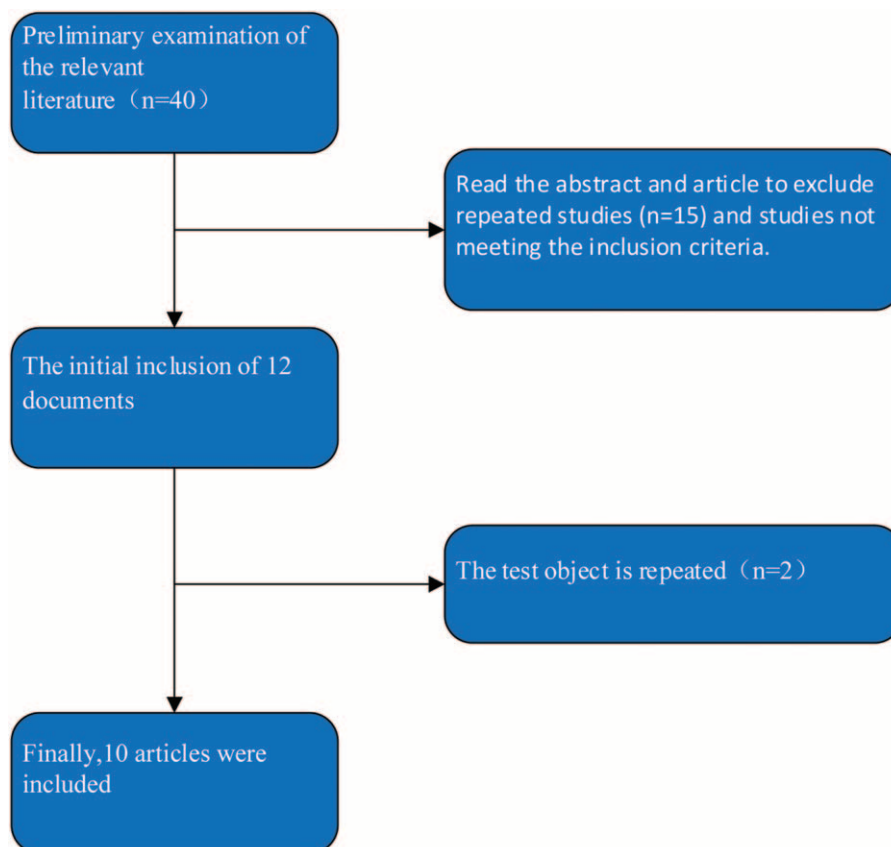 Preliminary examination of
the relevant
literature（n=40）
Read the abstract and article to exclude
repeated studies (n=15) and studies not
meeting the inclusion criteria.
The initial inclusion of 12
documents
The test object is repeated（n=2）
Finally,10 articles were
included